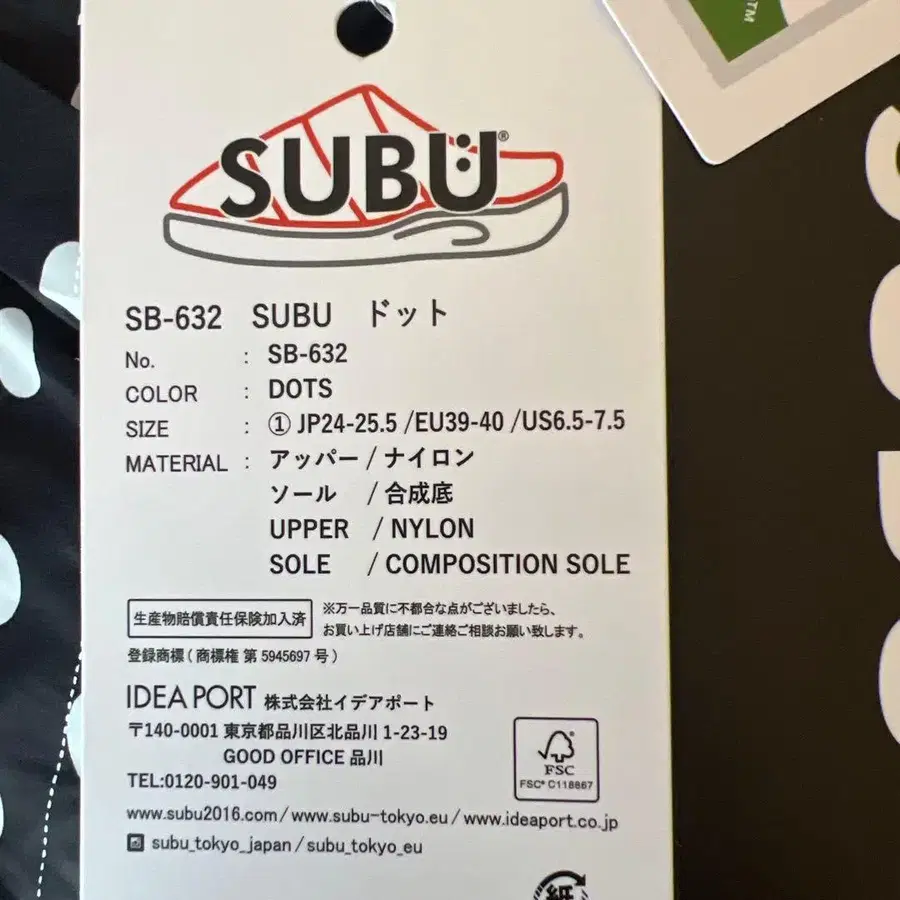 TM
SUBÜ®
SB-632 SUBU ドット
No. : SB-632
COLOR : DOTS
SIZE : ① JP24-25.5 /EU39-40 /US6.5-7.5
MATERIAL : アッパー / ナイロン
ソール / 合成底
UPPER / NYLON
SOLE / COMPOSITION SOLE
生産物賠償責任保険加入済
※万一品質に不都合な点がございましたら、
お買い上げ店舗にご連絡ご相談お願い致します。
登録商標 ( 商標権 第 5945697 号 )
IDEA PORT 株式会社イデアポート
〒140-0001 東京都品川区北品川 1-23-19
GOOD OFFICE 品川
TEL:0120-901-049
FSC
FSC® C118867
www.subu2016.com / www.subu-tokyo.eu / www.ideaport.co.jp
subu_tokyo_japan / subu_tokyo_eu
紙